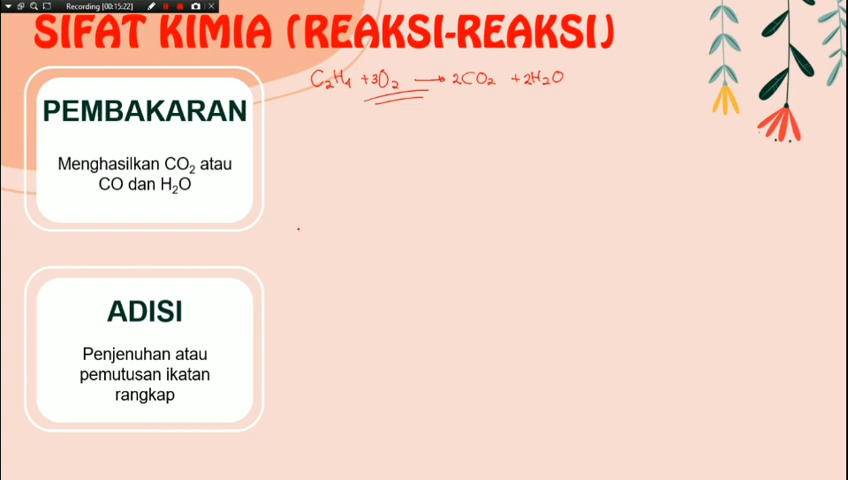 Recording [00:15:22]
SIFAT KIMIA (REAKSI-REAKSI)
C₂H₄ + 3O₂ → 2CO₂ + 2H₂O
PEMBAKARAN
Menghasilkan CO₂ atau
CO dan H₂O
ADISI
Penjenuhan atau
pemutusan ikatan
rangkap